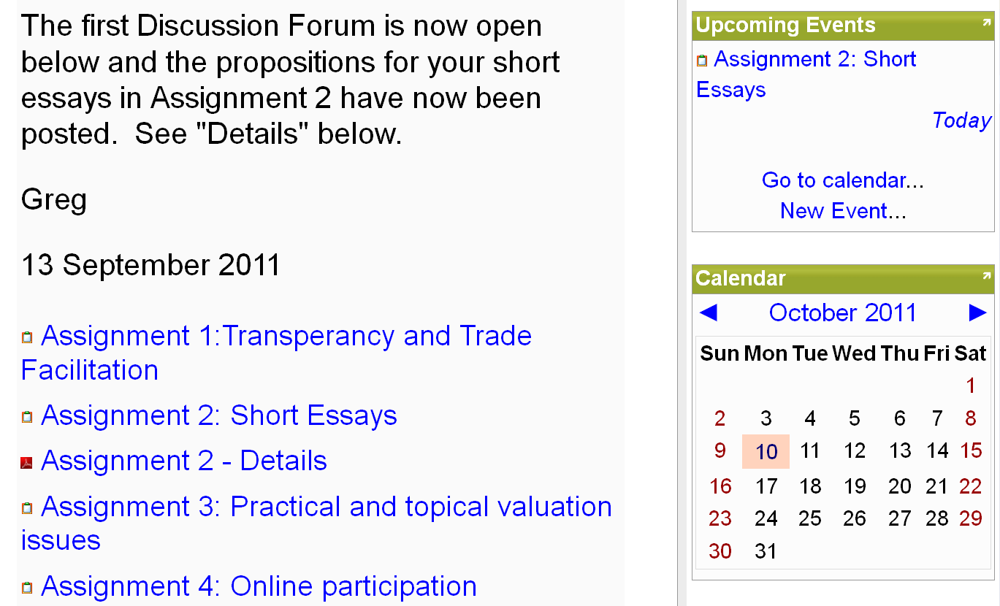 The first Discussion Forum is now open
below and the propositions for your short
essays in Assignment 2 have now been
posted.  See "Details" below.
Greg
13 September 2011
Assignment 1:Transperancy and Trade
Facilitation
Assignment 2: Short Essays
Assignment 2 - Details
Assignment 3: Practical and topical valuation
issues
Assignment 4: Online participation
Upcoming Events
Assignment 2: Short
Essays
Today
Go to calendar...
New Event...
Calendar
◀ October 2011 ▶
Sun Mon Tue Wed Thu Fri Sat
1
2 3 4 5 6 7 8
9 10 11 12 13 14 15
16 17 18 19 20 21 22
23 24 25 26 27 28 29
30 31